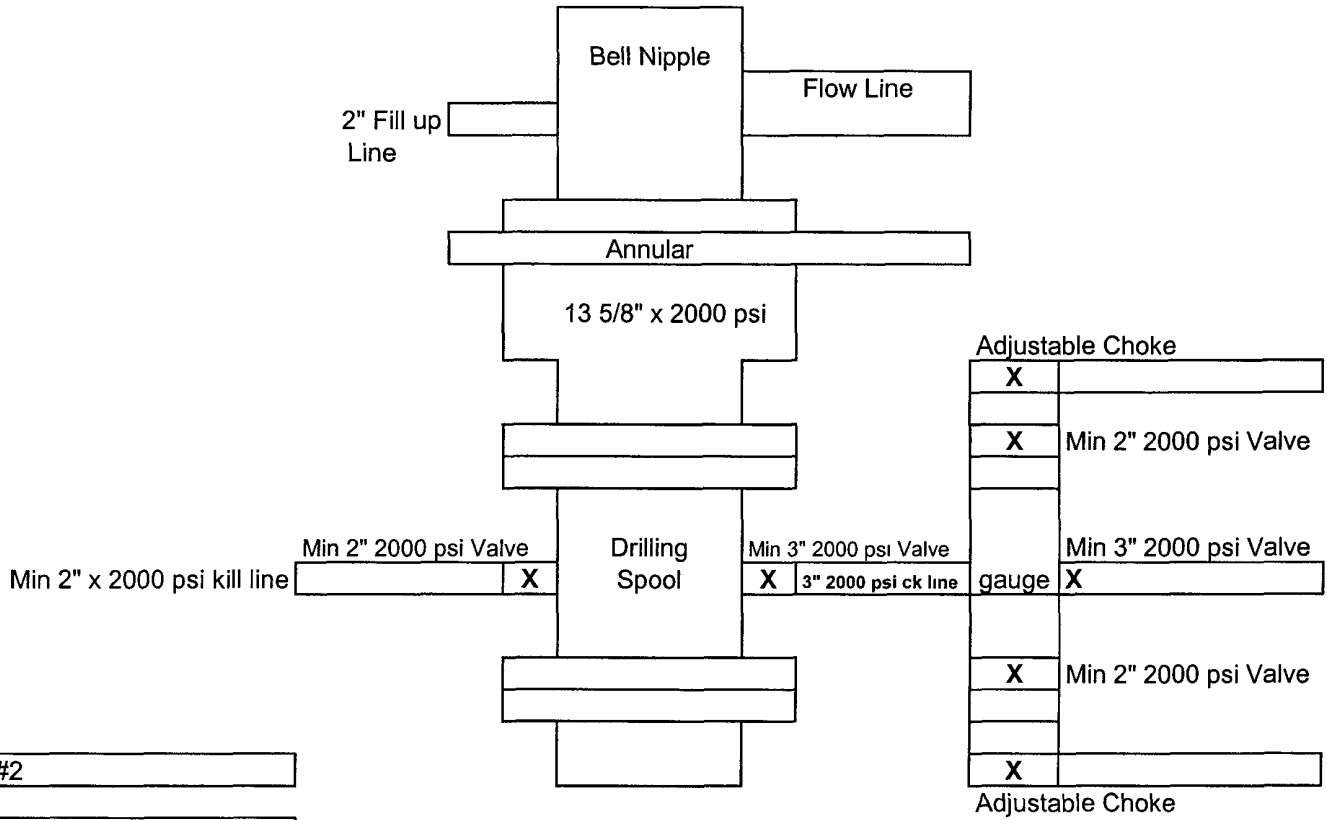 Bell Nipple
Flow Line
2" Fill up
Line
Annular
13 5/8" x 2000 psi
Adjustable Choke
X
X Min 2" 2000 psi Valve
Min 2" 2000 psi Valve
Drilling
Min 3" 2000 psi Valve
Min 3" 2000 psi Valve
Min 2" x 2000 psi kill line
X
Spool
X
3" 2000 psi ck line
gauge
X
X Min 2" 2000 psi Valve
#2
X
Adjustable Choke